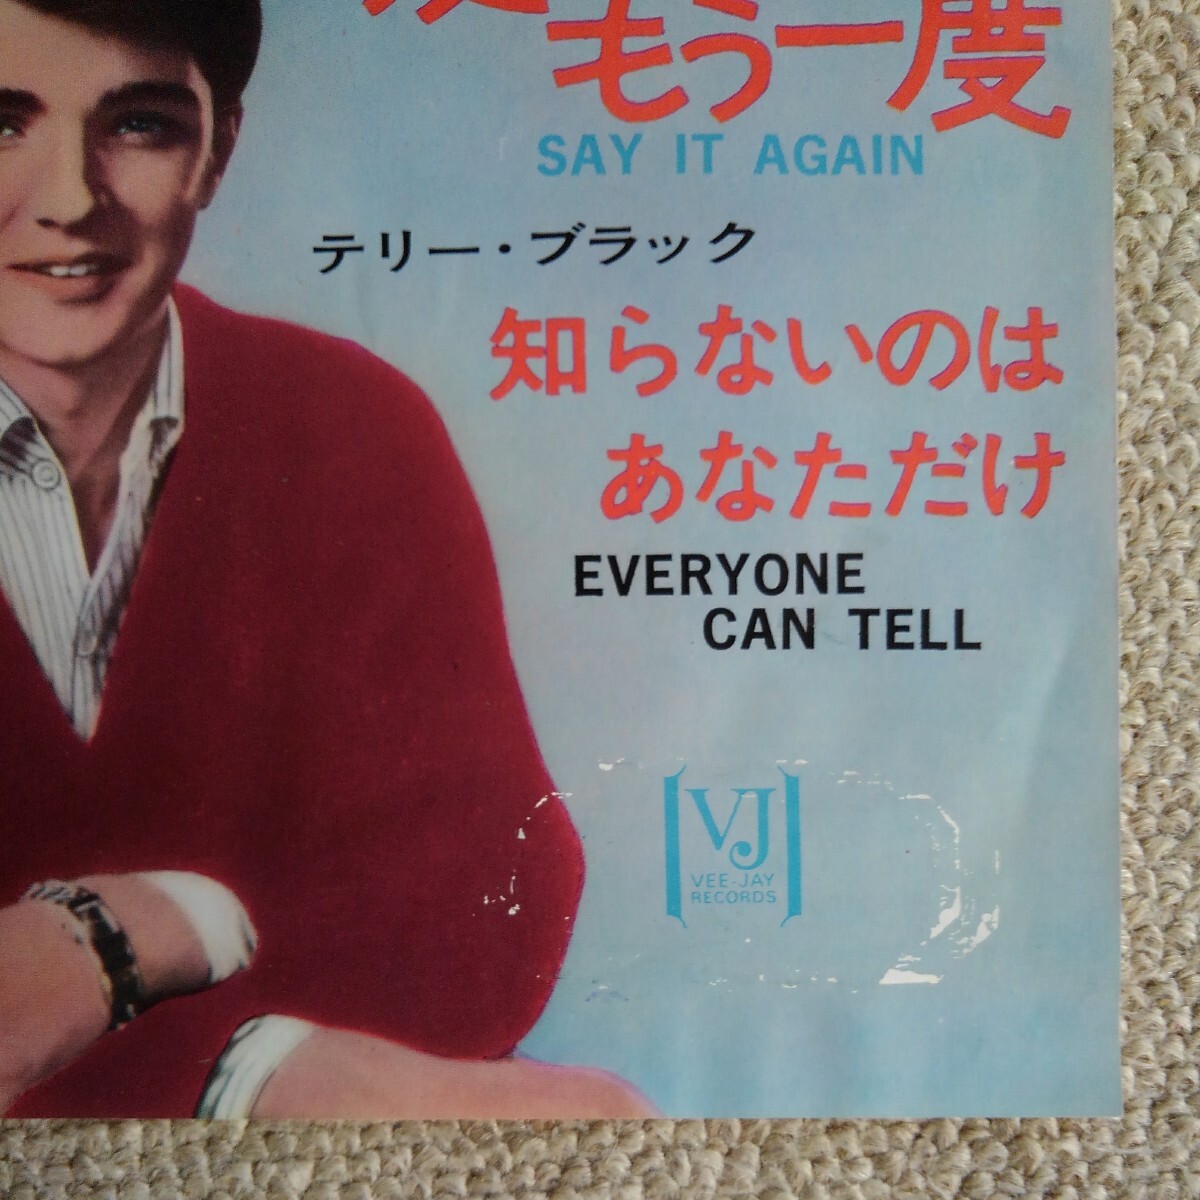 もう一度
SAY IT AGAIN
テリー・ブラック
知らないのは
あなただけ
EVERYONE
CAN TELL
VJ
VEE-JAY
RECORDS